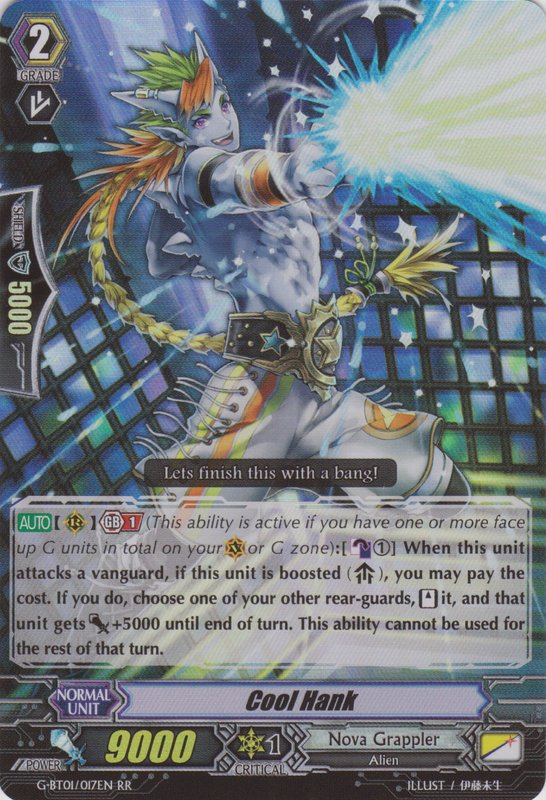 2
GRADE
SHIELD
5000
Lets finish this with a bang!
AUTO [ R ] GB 1 (This ability is active if you have one or more face
up G units in total on your V or G zone):[ ① ] When this unit
attacks a vanguard, if this unit is boosted ( ), you may pay the
cost. If you do, choose one of your other rear-guards, it, and that
unit gets +5000 until end of turn. This ability cannot be used for
the rest of that turn.
NORMAL
UNIT
Cool Hank
POWER
9000
1
CRITICAL
Nova Grappler
Alien
G-BT01/017EN RR
ILLUST / 伊藤未生